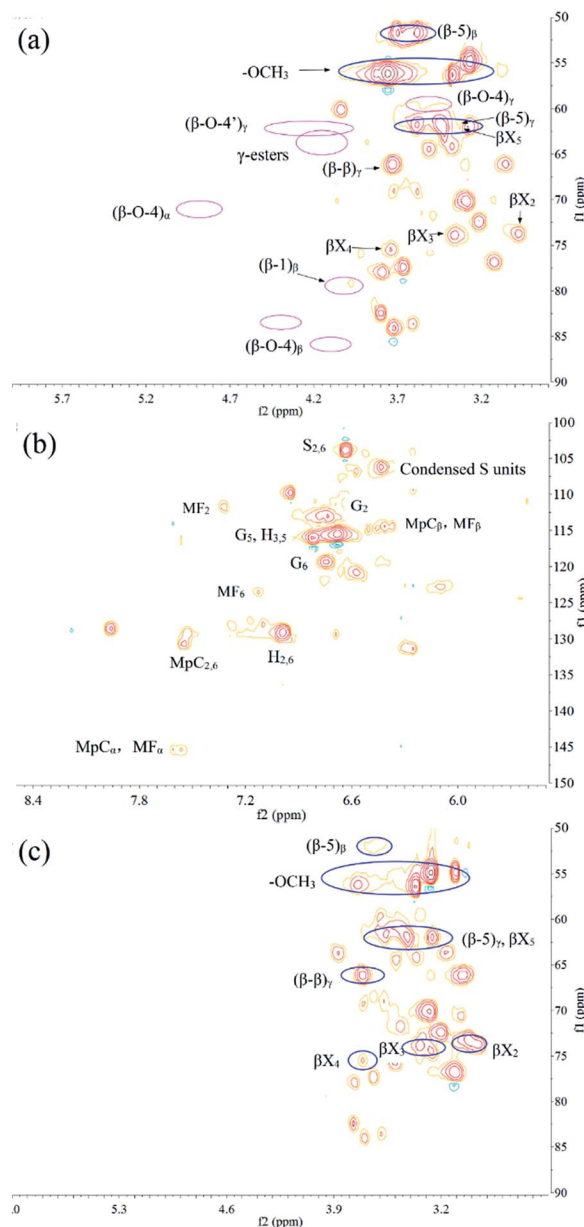 (a)
50
(β-5)β
55
-OCH3
(β-O-4)γ
60
(β-O-4')γ
(β-5)γ
βX5
γ-esters
65
(β-β)γ
(β-O-4)α
70
βX2
βX3
βX4
75
(β-1)β
80
(β-O-4)β
85
90
f1 (ppm)
5.7 5.2 4.7 4.2 3.7 3.2
f2 (ppm)
(b)
100
S2,6
105
Condensed S units
110
MF2
G2
G5, H3,5
MpCβ, MFβ
115
G6
120
MF6
125
130
MpC2,6
H2,6
135
140
MpCα, MFα
145
150
f1 (ppm)
8.4 7.8 7.2 6.6 6.0
f2 (ppm)
(c)
50
(β-5)β
55
-OCH3
60
(β-5)γ, βX5
65
(β-β)γ
70
βX4
βX3
βX2
75
80
85
90
f1 (ppm)
.0 5.3 4.6 3.9 3.2
f2 (ppm)